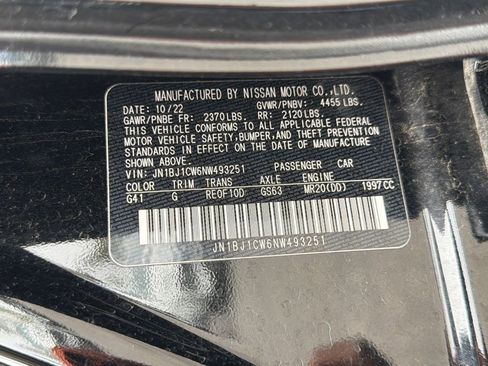 MANUFACTURED BY NISSAN MOTOR CO.,LTD.
DATE: 10/22 GVWR/PNBV: 4455 LBS.
GAWR/PNBE FR: 2370 LBS. RR: 2120 LBS.
THIS VEHICLE CONFORMS TO ALL APPLICABLE FEDERAL
MOTOR VEHICLE SAFETY,BUMPER,AND THEFT PREVENTION
STANDARDS IN EFFECT ON THE DATE OF MANUFACTURE
SHOWN ABOVE.
VIN: JN1BJ1CW6NW493251 PASSENGER CAR
COLOR TRIM TRANS AXLE ENGINE
G41 G RE0F10D GS63 MR20(DD) 1997CC
JN1BJ1CW6NW493251